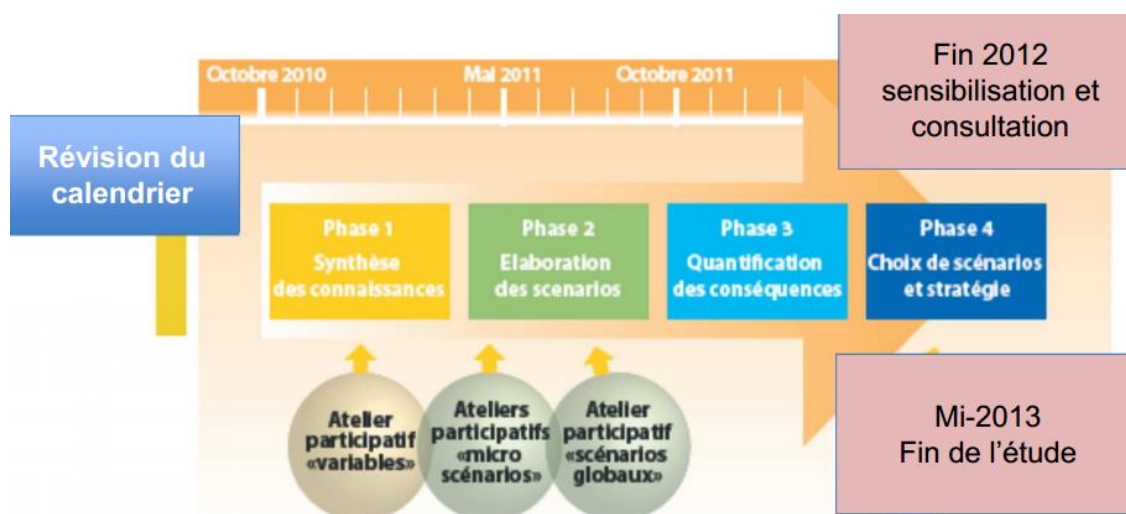 Octobre 2010
Mai 2011
Octobre 2011
Fin 2012
sensibilisation et
consultation
Révision du
calendrier
Phase 1
Synthèse
des connaissances
Phase 2
Elaboration
des scenarios
Phase 3
Quantification
des conséquences
Phase 4
Choix de scénarios
et stratégie
Atelier
participatif
«variables»
Ateliers
participatifs
«micro
scénarios»
Atelier
participatif
«scénarios
globaux»
Mi-2013
Fin de l’étude